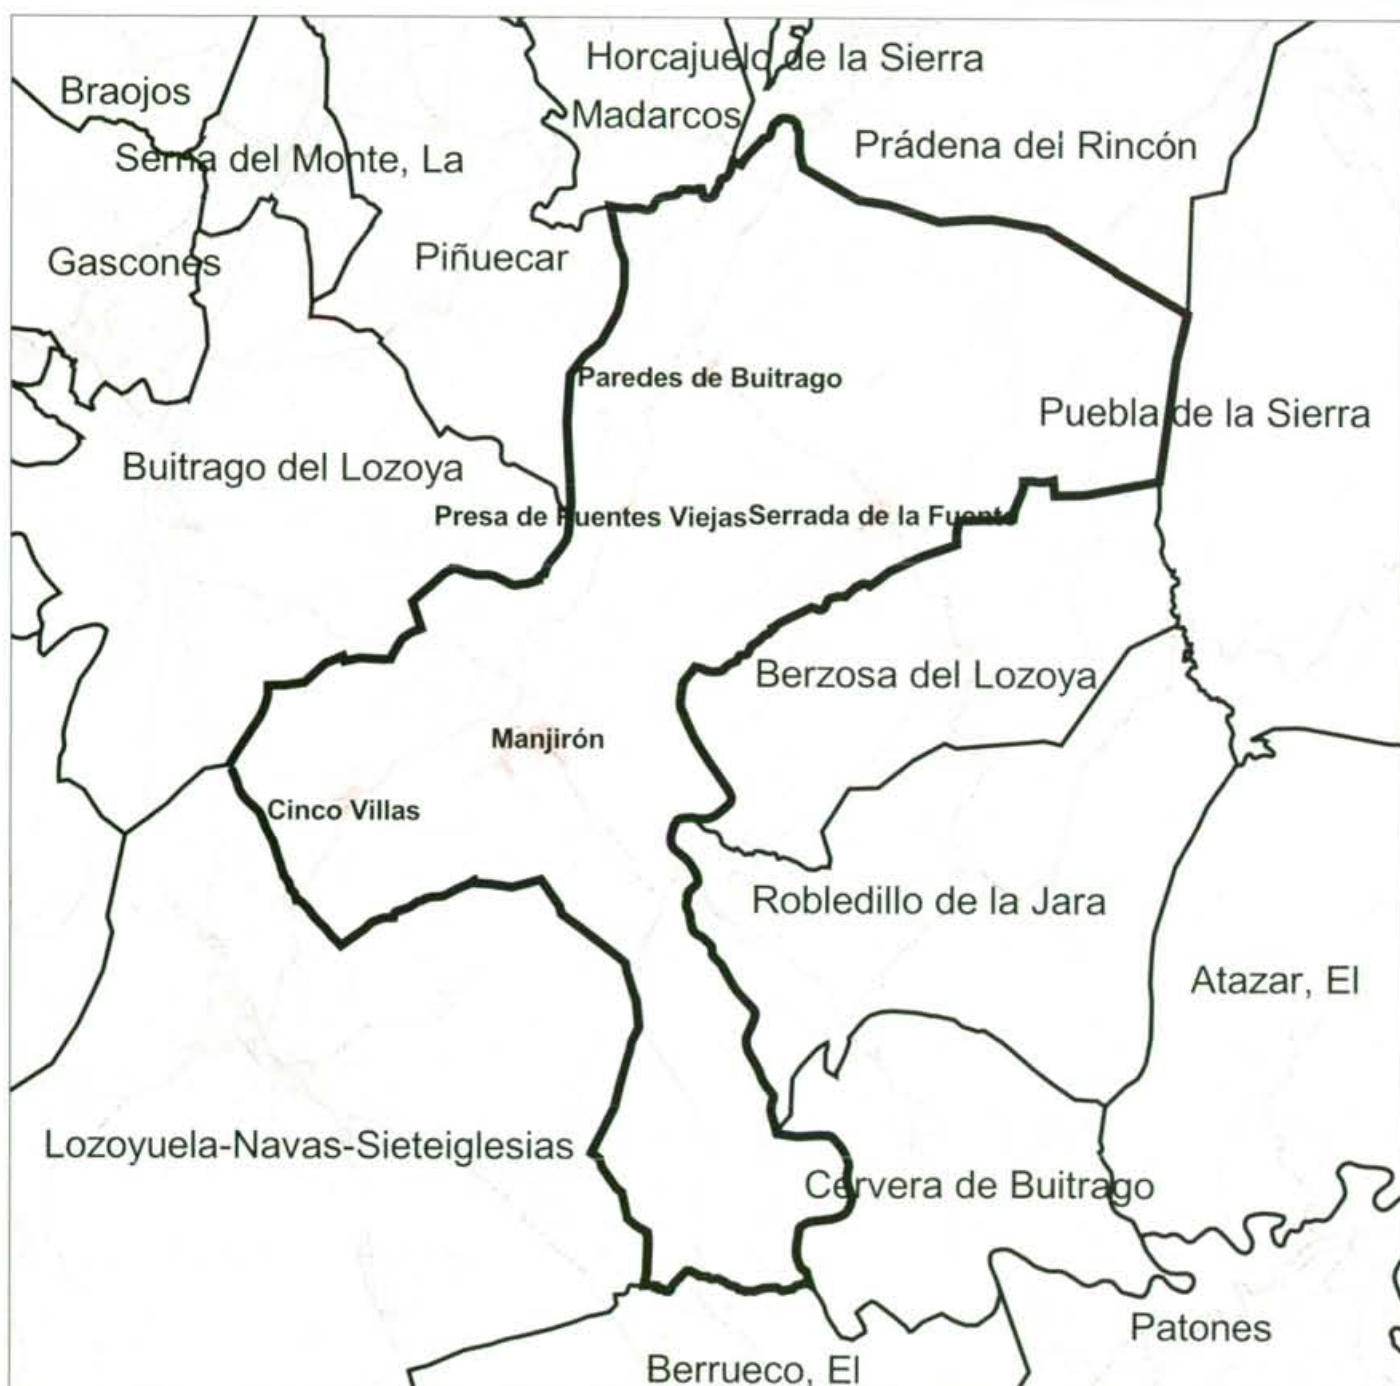 Horcajuelo de la Sierra
Braojos
Madarcos
Prádena del Rincón
Serna del Monte, La
Gascones
Piñuecar
Paredes de Buitrago
Puebla de la Sierra
Buitrago del Lozoya
Presa de Fuentes Viejas
Serrada de la Fuente
Berzosa del Lozoya
Manjirón
Cinco Villas
Robledillo de la Jara
Atazar, El
Lozoyuela-Navas-Sieteiglesias
Cervera de Buitrago
Patones
Berrueco, El